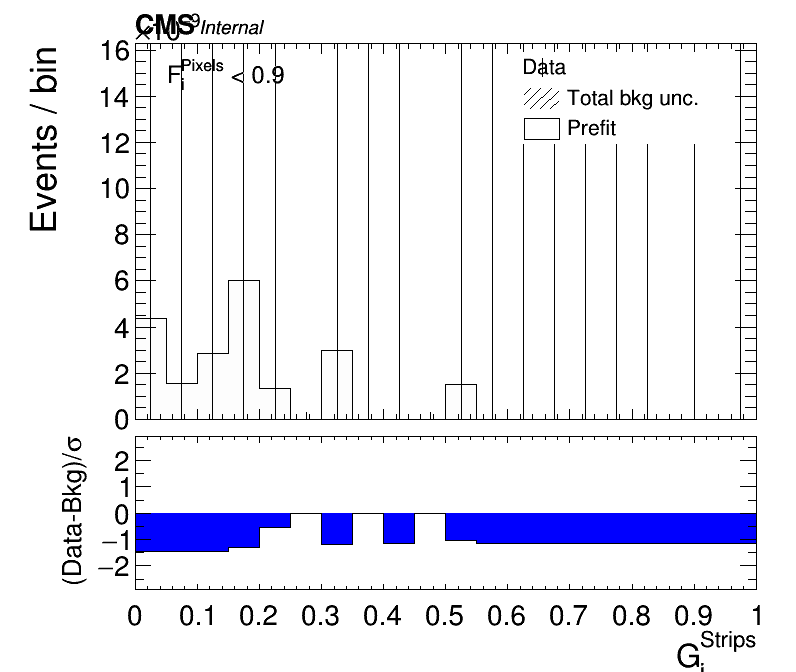 CMS Internal
×10⁻⁹
F_i^Pixels < 0.9
Data
Total bkg unc.
Prefit
Events / bin
16
14
12
10
8
6
4
2
0
(Data-Bkg)/σ
2
1
0
−1
−2
0 0.1 0.2 0.3 0.4 0.5 0.6 0.7 0.8 0.9 1
G_i^Strips